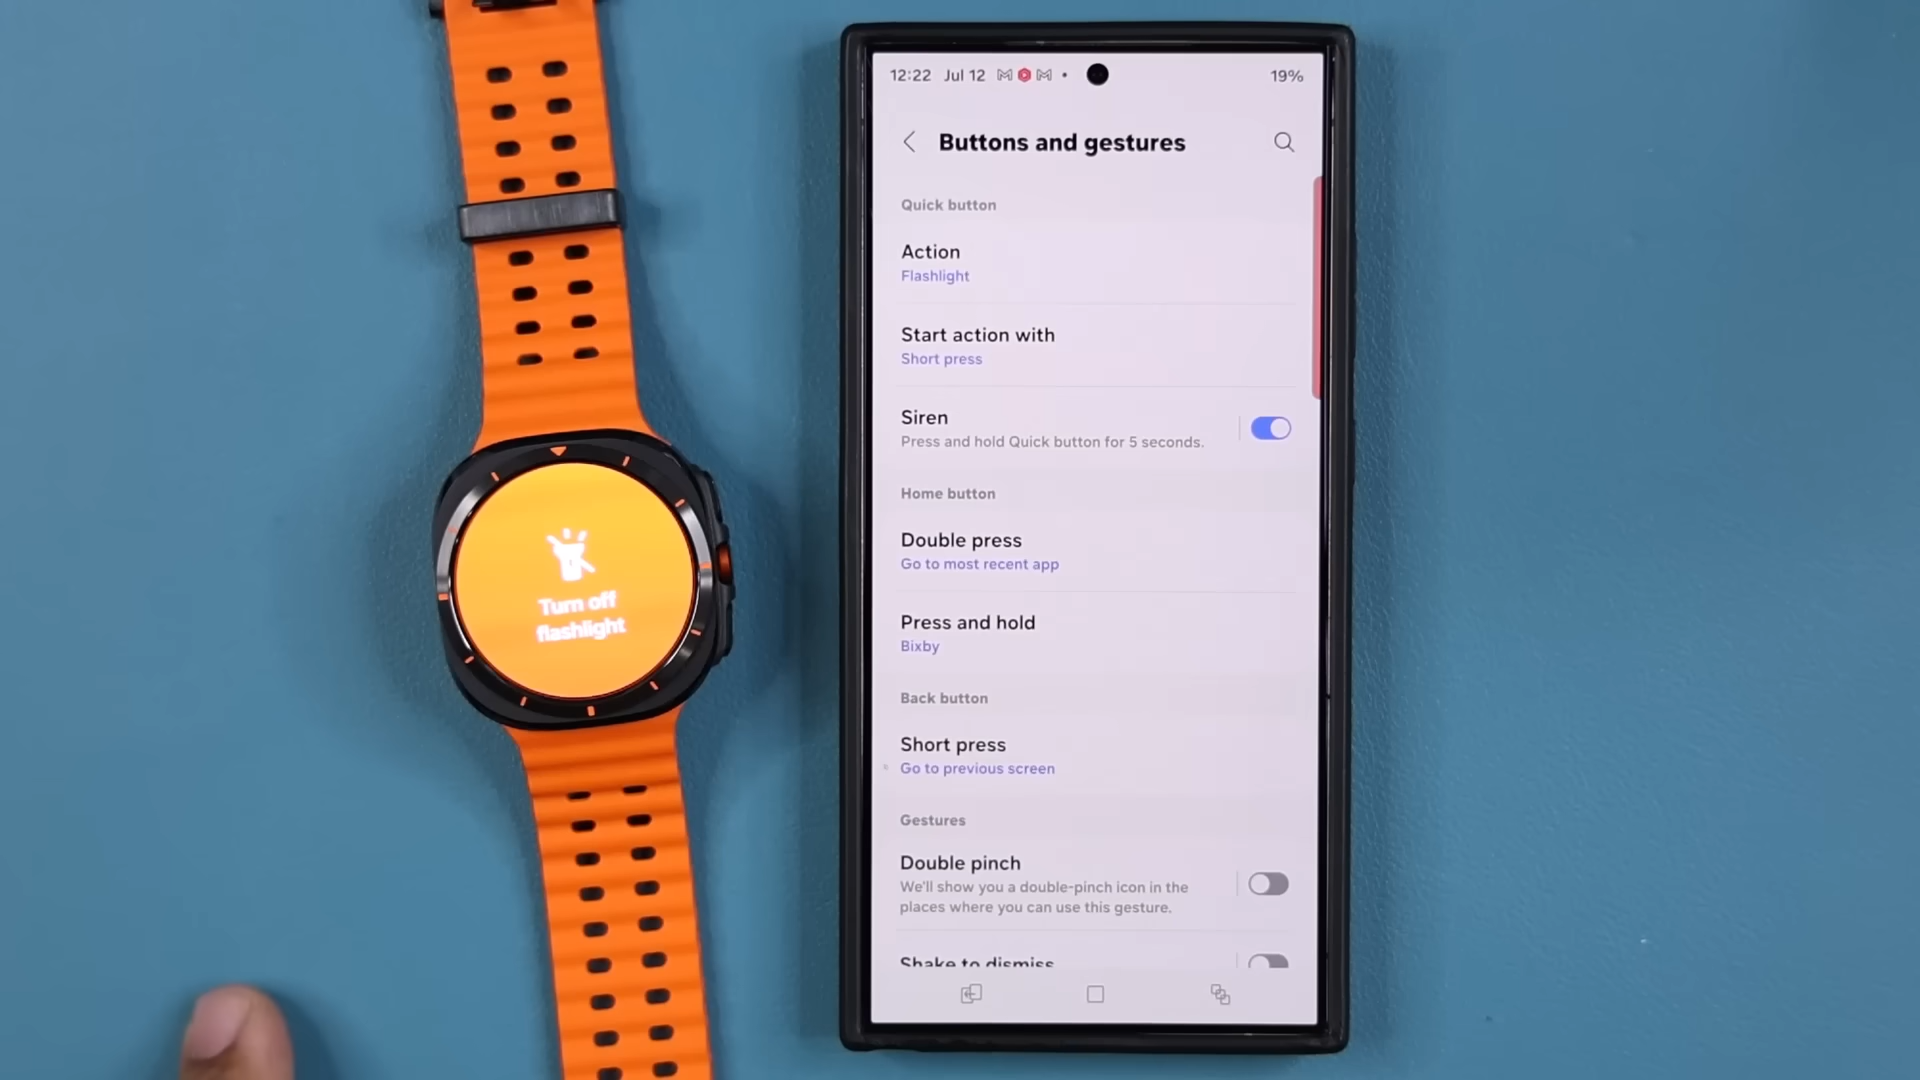 12:22 Jul 12 19%
Buttons and gestures
Quick button
Action
Flashlight
Start action with
Short press
Siren
Press and hold Quick button for 5 seconds.
Home button
Double press
Go to most recent app
Press and hold
Bixby
Back button
Short press
Go to previous screen
Gestures
Double pinch
We'll show you a double-pinch icon in the
places where you can use this gesture.
Shake to dismiss
Turn off
flashlight